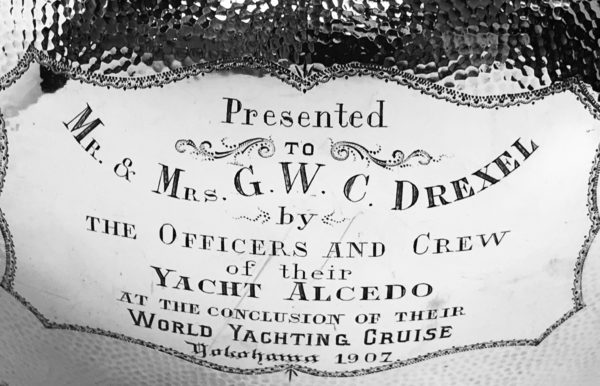 Presented
TO
MR. & MRS. G. W. C. DREXEL
by
THE OFFICERS AND CREW
of their
YACHT ALCEDO
AT THE CONCLUSION OF THEIR
WORLD YACHTING CRUISE
Yokohama 1907.